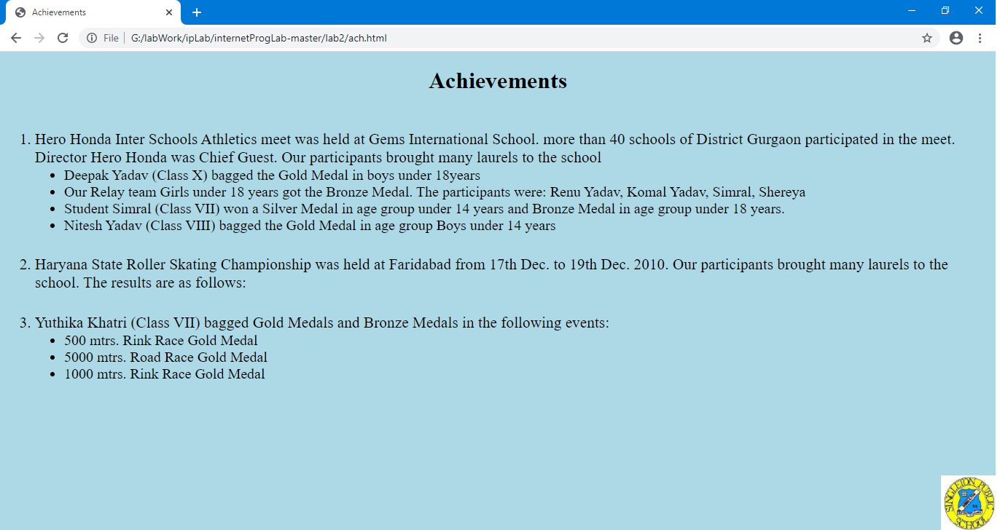 Achievements
File
G:/labWork/ipLab/internetProgLab-master/lab2/ach.html
Achievements
1. Hero Honda Inter Schools Athletics meet was held at Gems International School. more than 40 schools of District Gurgaon participated in the meet.
Director Hero Honda was Chief Guest. Our participants brought many laurels to the school
• Deepak Yadav (Class X) bagged the Gold Medal in boys under 18years
• Our Relay team Girls under 18 years got the Bronze Medal. The participants were: Renu Yadav, Komal Yadav, Simral, Shereya
• Student Simral (Class VII) won a Silver Medal in age group under 14 years and Bronze Medal in age group under 18 years.
• Nitesh Yadav (Class VIII) bagged the Gold Medal in age group Boys under 14 years
2. Haryana State Roller Skating Championship was held at Faridabad from 17th Dec. to 19th Dec. 2010. Our participants brought many laurels to the
school. The results are as follows:
3. Yuthika Khatri (Class VII) bagged Gold Medals and Bronze Medals in the following events:
• 500 mtrs. Rink Race Gold Medal
• 5000 mtrs. Road Race Gold Medal
• 1000 mtrs. Rink Race Gold Medal
SINGLETON PUBLIC
SCHOOL